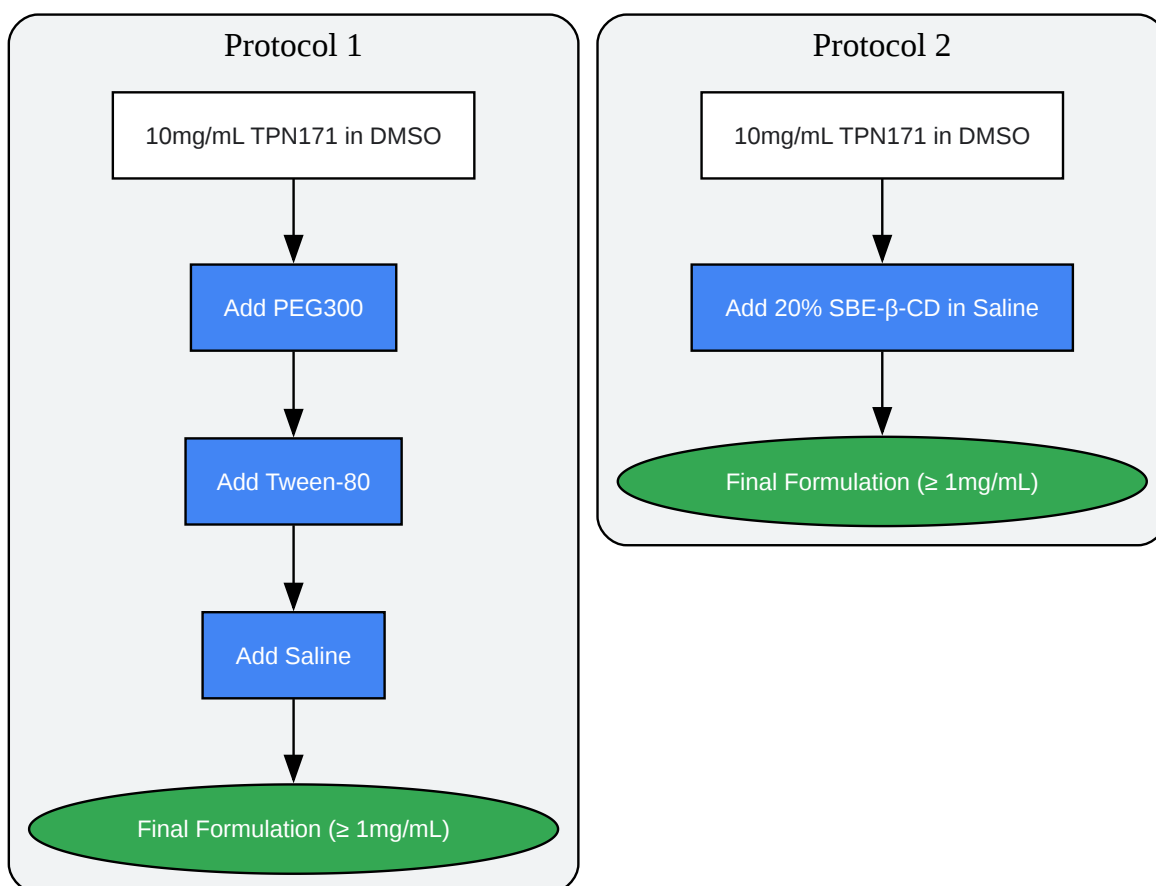 Protocol 1
10mg/mL TPN171 in DMSO
Add PEG300
Add Tween-80
Add Saline
Final Formulation (≥ 1mg/mL)
Protocol 2
10mg/mL TPN171 in DMSO
Add 20% SBE-β-CD in Saline
Final Formulation (≥ 1mg/mL)